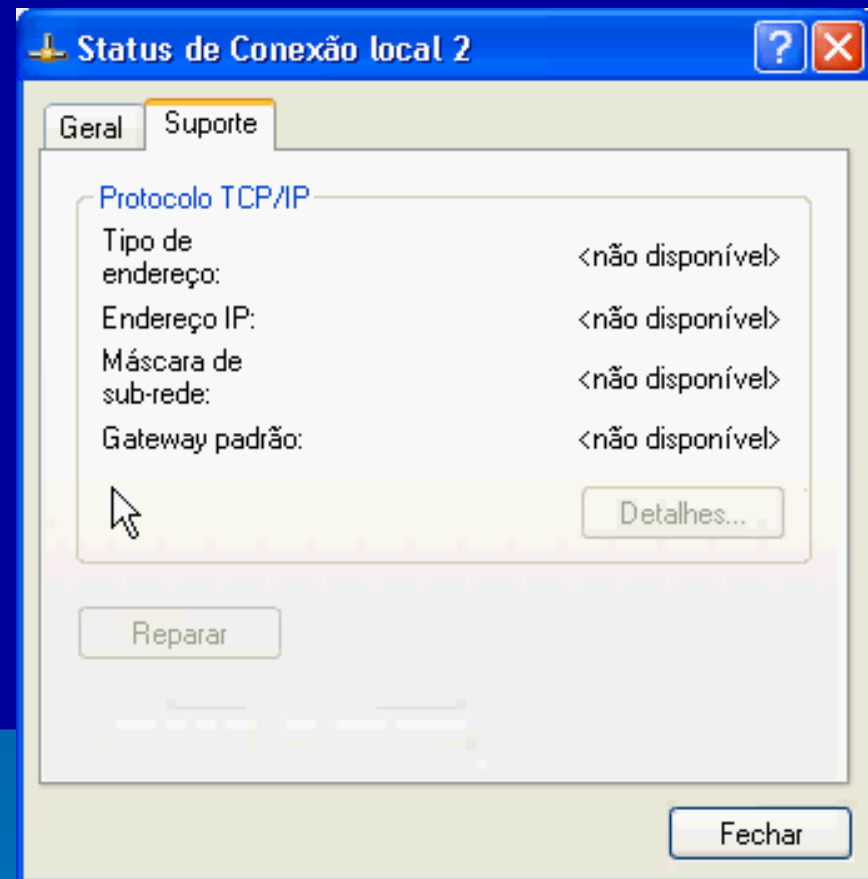 Status de Conexão local 2
Geral
Suporte
Protocolo TCP/IP
Tipo de
endereço:
<não disponível>
Endereço IP:
<não disponível>
Máscara de
sub-rede:
<não disponível>
Gateway padrão:
<não disponível>
Detalhes...
Reparar
Fechar